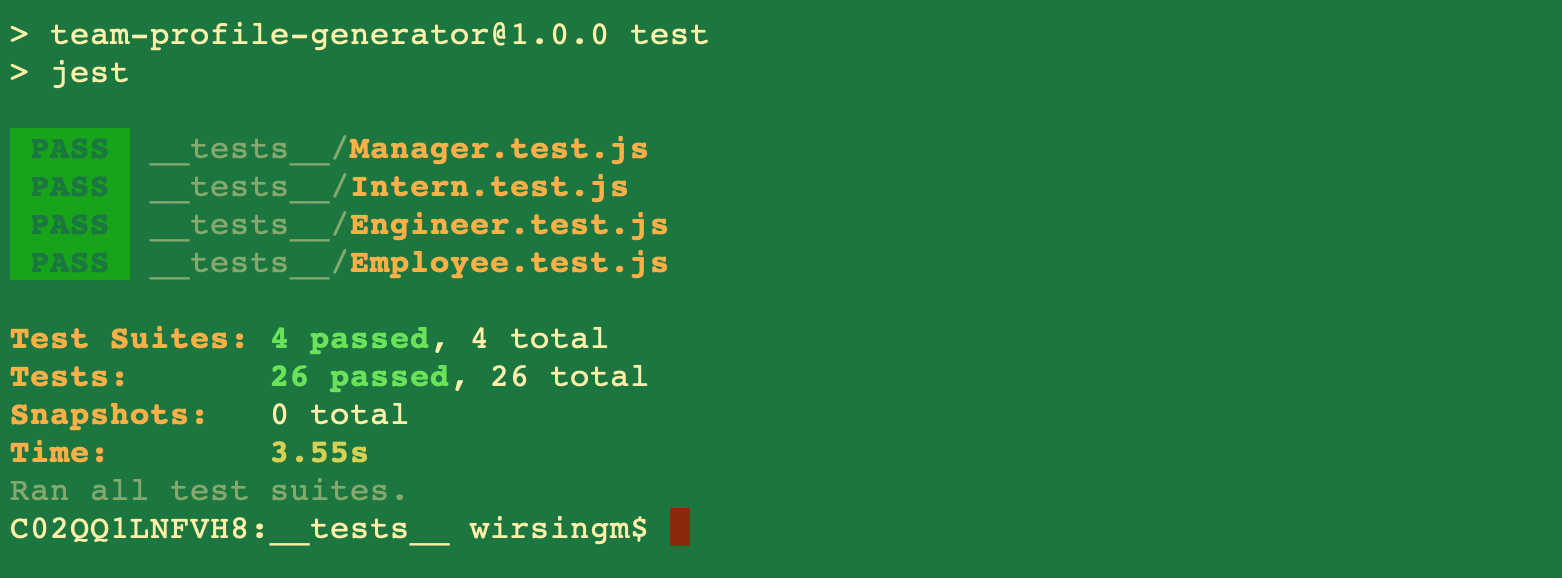 > team-profile-generator@1.0.0 test
> jest
PASS __tests__/Manager.test.js
PASS __tests__/Intern.test.js
PASS __tests__/Engineer.test.js
PASS __tests__/Employee.test.js
Test Suites: 4 passed, 4 total
Tests: 26 passed, 26 total
Snapshots: 0 total
Time: 3.55s
Ran all test suites.
C02QQ1LNFVH8:__tests__ wirsingm$